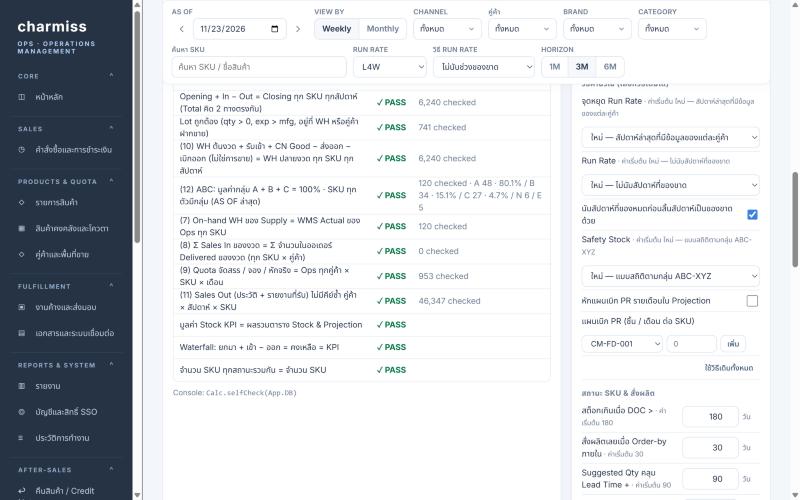 charmiss
OPS · OPERATIONS
MANAGEMENT
CORE
หน้าหลัก
SALES
คำสั่งซื้อและการชำระเงิน
PRODUCTS & QUOTA
รายการสินค้า
สินค้าคงคลังและโควตา
คู่ค้าและพื้นที่ขาย
FULFILLMENT
งานค้างและส่งมอบ
เอกสารและระบบเชื่อมต่อ
REPORTS & SYSTEM
รายงาน
บัญชีและสิทธิ์ SSO
ประวัติการทำงาน
AFTER-SALES
คืนสินค้า / Credit
AS OF
11/23/2026
VIEW BY
Weekly Monthly
CHANNEL
ทั้งหมด
คู่ค้า
ทั้งหมด
BRAND
ทั้งหมด
CATEGORY
ทั้งหมด
ค้นหา SKU
ค้นหา SKU / ชื่อสินค้า
RUN RATE
L4W
วิธี RUN RATE
ไม่นับช่วงของขาด
HORIZON
1M 3M 6M
Opening + In − Out = Closing ทุก SKU ทุกสัปดาห์
(Total คิด 2 ทางตรงกัน)
✓ PASS
6,240 checked
Lot ถูกต้อง (qty > 0, exp > mfg, อยู่ที่ WH หรือคู่ค้า
ฝากขาย)
✓ PASS
741 checked
(10) WH ต้นงวด + รับเข้า + CN Good − ส่งออก −
เบิกออก (ไม่ใช่การขาย) = WH ปลายงวด ทุก SKU ทุก
สัปดาห์
✓ PASS
6,240 checked
(12) ABC: มูลค่ากลุ่ม A + B + C = 100% · SKU ทุก
ตัวมีกลุ่ม (AS OF ล่าสุด)
✓ PASS
120 checked · A 48 · 80.1% / B
34 · 15.1% / C 27 · 4.7% / N 6 / E
5
(7) On-hand WH ของ Supply = WMS Actual ของ
Ops ทุก SKU
✓ PASS
120 checked
(8) Σ Sales In ของงวด = Σ จำนวนในออเดอร์
Delivered ของงวด (ทุก SKU × คู่ค้า)
✓ PASS
0 checked
(9) Quota จัดสรร / จอง / หักจริง = Ops ทุกคู่ค้า ×
SKU × เดือน
✓ PASS
953 checked
(11) Sales Out (ประวัติ + รายงานที่รับ) ไม่มีคีย์ซ้ำ คู่ค้า
× สัปดาห์ × SKU
✓ PASS
46,347 checked
มูลค่า Stock KPI = ผลรวมตาราง Stock & Projection
✓ PASS
Waterfall: ยกมา + เข้า − ออก = คงเหลือ = KPI
✓ PASS
จำนวน SKU ทุกสถานะรวมกัน = จำนวน SKU
✓ PASS
Console: Calc.selfCheck(App.DB)
จุดหยุด Run Rate · ค่าเริ่มต้น ใหม่ — สัปดาห์ล่าสุดที่มีข้อมูล
ของแต่ละคู่ค้า
ใหม่ — สัปดาห์ล่าสุดที่มีข้อมูลของแต่ละคู่ค้า
Run Rate · ค่าเริ่มต้น ใหม่ — ไม่นับสัปดาห์ที่ของขาด
ใหม่ — ไม่นับสัปดาห์ที่ของขาด
นับสัปดาห์ที่ของหมดก่อนสิ้นสัปดาห์เป็นของขาด
ด้วย
Safety Stock · ค่าเริ่มต้น ใหม่ — แบบสถิติตามกลุ่ม ABC-
XYZ
ใหม่ — แบบสถิติตามกลุ่ม ABC-XYZ
หักแผนเบิก PR รายเดือนใน Projection
แผนเบิก PR (ชิ้น / เดือน ต่อ SKU)
CM-FD-001 0 เพิ่ม
ใช้วิธีเดิมทั้งหมด
สถานะ SKU & สั่งผลิต
สต็อกเกินเมื่อ DOC > · ค่า
เริ่มต้น 180
180 วัน
สั่งผลิตเลยเมื่อ Order-by
ภายใน · ค่าเริ่มต้น 30
30 วัน
Suggested Qty คลุม
Lead Time + · ค่าเริ่มต้น 90
90 วัน